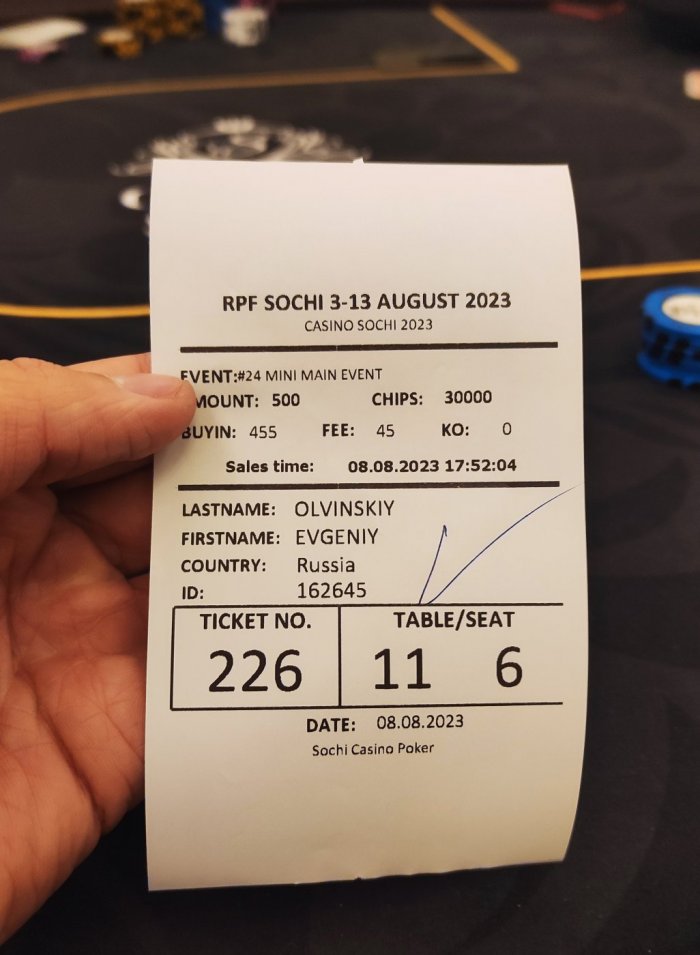 RPF SOCHI 3-13 AUGUST 2023
CASINO SOCHI 2023
EVENT:#24 MINI MAIN EVENT
MOUNT: 500 CHIPS: 30000
BUYIN: 455 FEE: 45 KO: 0
Sales time: 08.08.2023 17:52:04
LASTNAME: OLVINSKIY
FIRSTNAME: EVGENIY
COUNTRY: Russia
ID: 162645
TICKET NO. TABLE/SEAT
226 11 6
DATE: 08.08.2023
Sochi Casino Poker